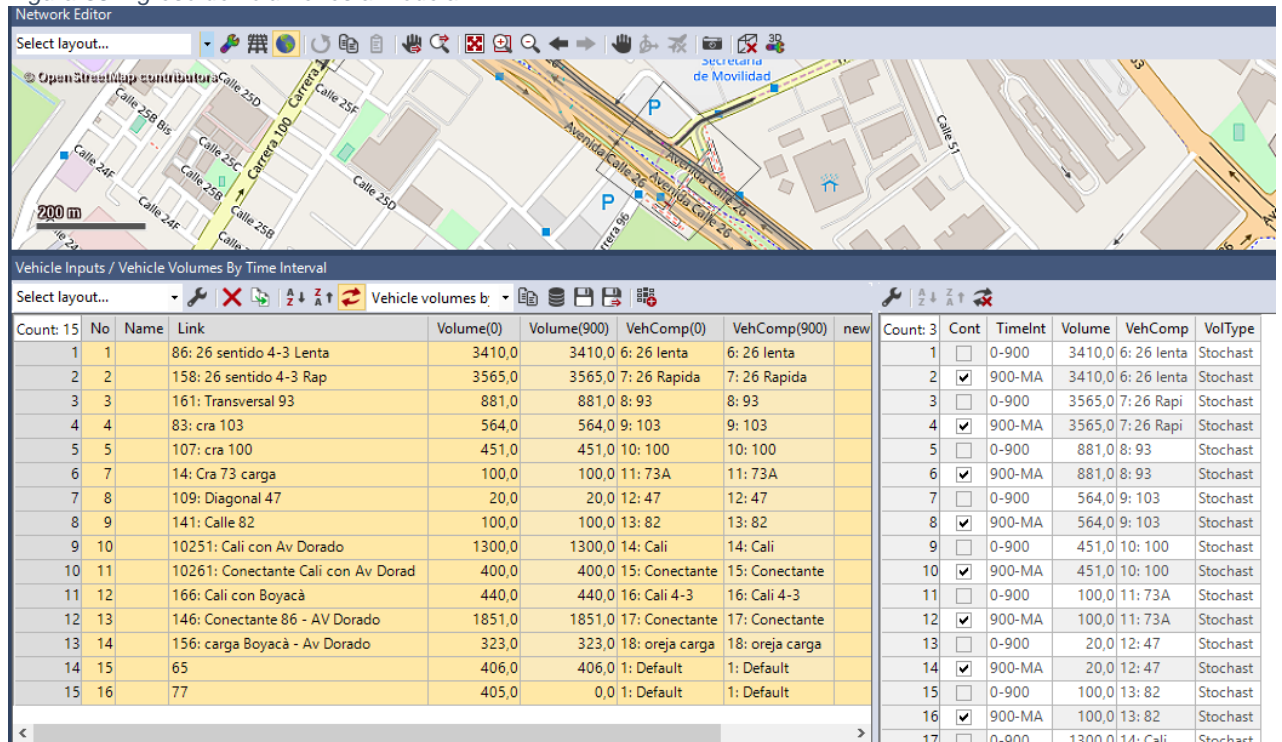 Network Editor
Select layout...
© OpenStreetMap contributors
Calle 25D
Calle 25F
Carrera 100
Secretaría
de Movilidad
Calle 25B Bis
Calle 25C
Calle 24F
Calle 25B
Calle 25D
Calle 24F
Calle 25B
Avenida Calle 26
Avenida Calle 26
Avenida Calle 26
Calle 51
53
P
P
200 m
Vehicle Inputs / Vehicle Volumes By Time Interval
Select layout... Vehicle volumes b
Count: 15 No Name Link Volume(0) Volume(900) VehComp(0) VehComp(900) new
1 1 86: 26 sentido 4-3 Lenta 3410,0 3410,0 6: 26 lenta 6: 26 lenta
2 2 158: 26 sentido 4-3 Rap 3565,0 3565,0 7: 26 Rapida 7: 26 Rapida
3 3 161: Transversal 93 881,0 881,0 8: 93 8: 93
4 4 83: cra 103 564,0 564,0 9: 103 9: 103
5 5 107: cra 100 451,0 451,0 10: 100 10: 100
6 7 14: Cra 73 carga 100,0 100,0 11: 73A 11: 73A
7 8 109: Diagonal 47 20,0 20,0 12: 47 12: 47
8 9 141: Calle 82 100,0 100,0 13: 82 13: 82
9 10 10251: Cali con Av Dorado 1300,0 1300,0 14: Cali 14: Cali
10 11 10261: Conectante Cali con Av Dorad 400,0 400,0 15: Conectante 15: Conectante
11 12 166: Cali con Boyacà 440,0 440,0 16: Cali 4-3 16: Cali 4-3
12 13 146: Conectante 86 - AV Dorado 1851,0 1851,0 17: Conectante 17: Conectante
13 14 156: carga Boyacà - Av Dorado 323,0 323,0 18: oreja carga 18: oreja carga
14 15 65 406,0 406,0 1: Default 1: Default
15 16 77 405,0 0,0 1: Default 1: Default
Count: 3 Cont TimeInt Volume VehComp VolType
1 0-900 3410,0 6: 26 lenta Stochast
2 900-MA 3410,0 6: 26 lenta Stochast
3 0-900 3565,0 7: 26 Rapi Stochast
4 900-MA 3565,0 7: 26 Rapi Stochast
5 0-900 881,0 8: 93 Stochast
6 900-MA 881,0 8: 93 Stochast
7 0-900 564,0 9: 103 Stochast
8 900-MA 564,0 9: 103 Stochast
9 0-900 451,0 10: 100 Stochast
10 900-MA 451,0 10: 100 Stochast
11 0-900 100,0 11: 73A Stochast
12 900-MA 100,0 11: 73A Stochast
13 0-900 20,0 12: 47 Stochast
14 900-MA 20,0 12: 47 Stochast
15 0-900 100,0 13: 82 Stochast
16 900-MA 100,0 13: 82 Stochast
17 0-900 1300,0 14: Cali Stochast